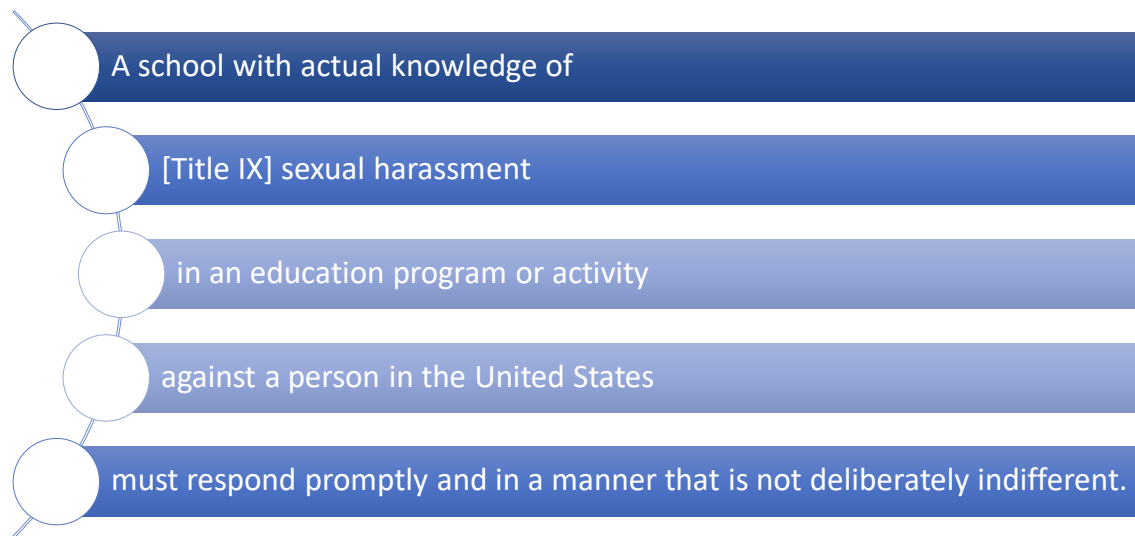 A school with actual knowledge of
[Title IX] sexual harassment
in an education program or activity
against a person in the United States
must respond promptly and in a manner that is not deliberately indifferent.